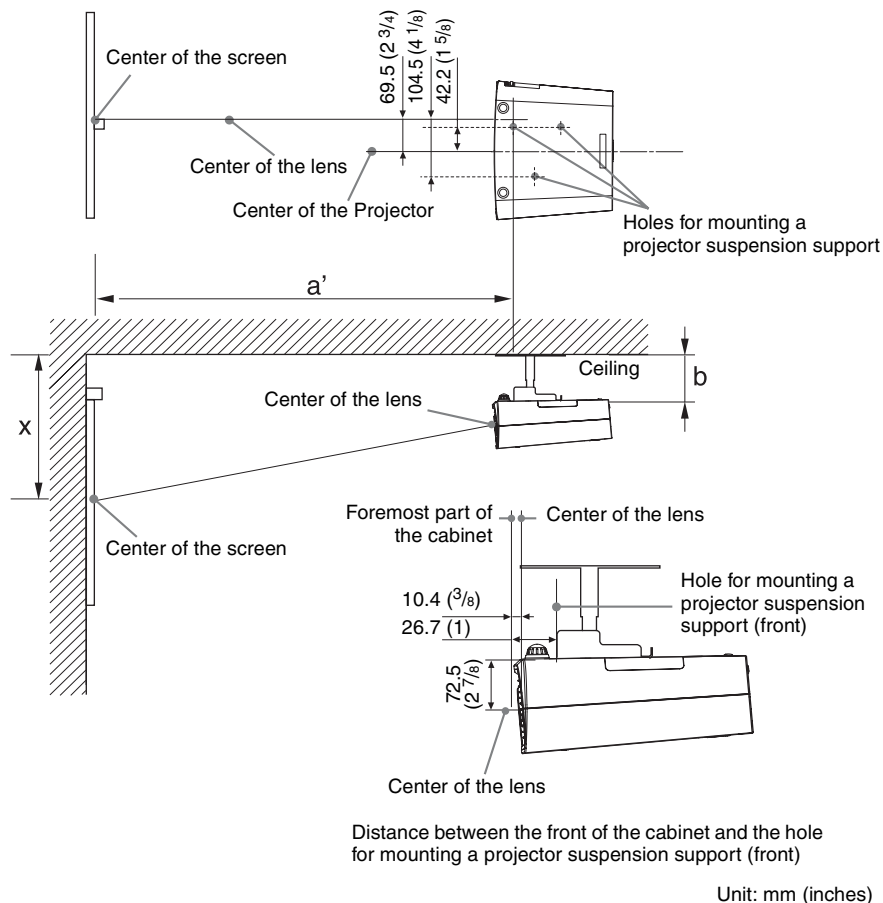 Center of the screen
69.5 (2 3/4)
104.5 (4 1/8)
42.2 (1 5/8)
Center of the lens
Center of the Projector
Holes for mounting a
projector suspension support
a’
Ceiling
b
x
Center of the lens
Center of the screen
Foremost part of
the cabinet
Center of the lens
Hole for mounting a
projector suspension
support (front)
10.4 (3/8)
26.7 (1)
72.5
(2 7/8)
Center of the lens
Distance between the front of the cabinet and the hole
for mounting a projector suspension support (front)
Unit: mm (inches)